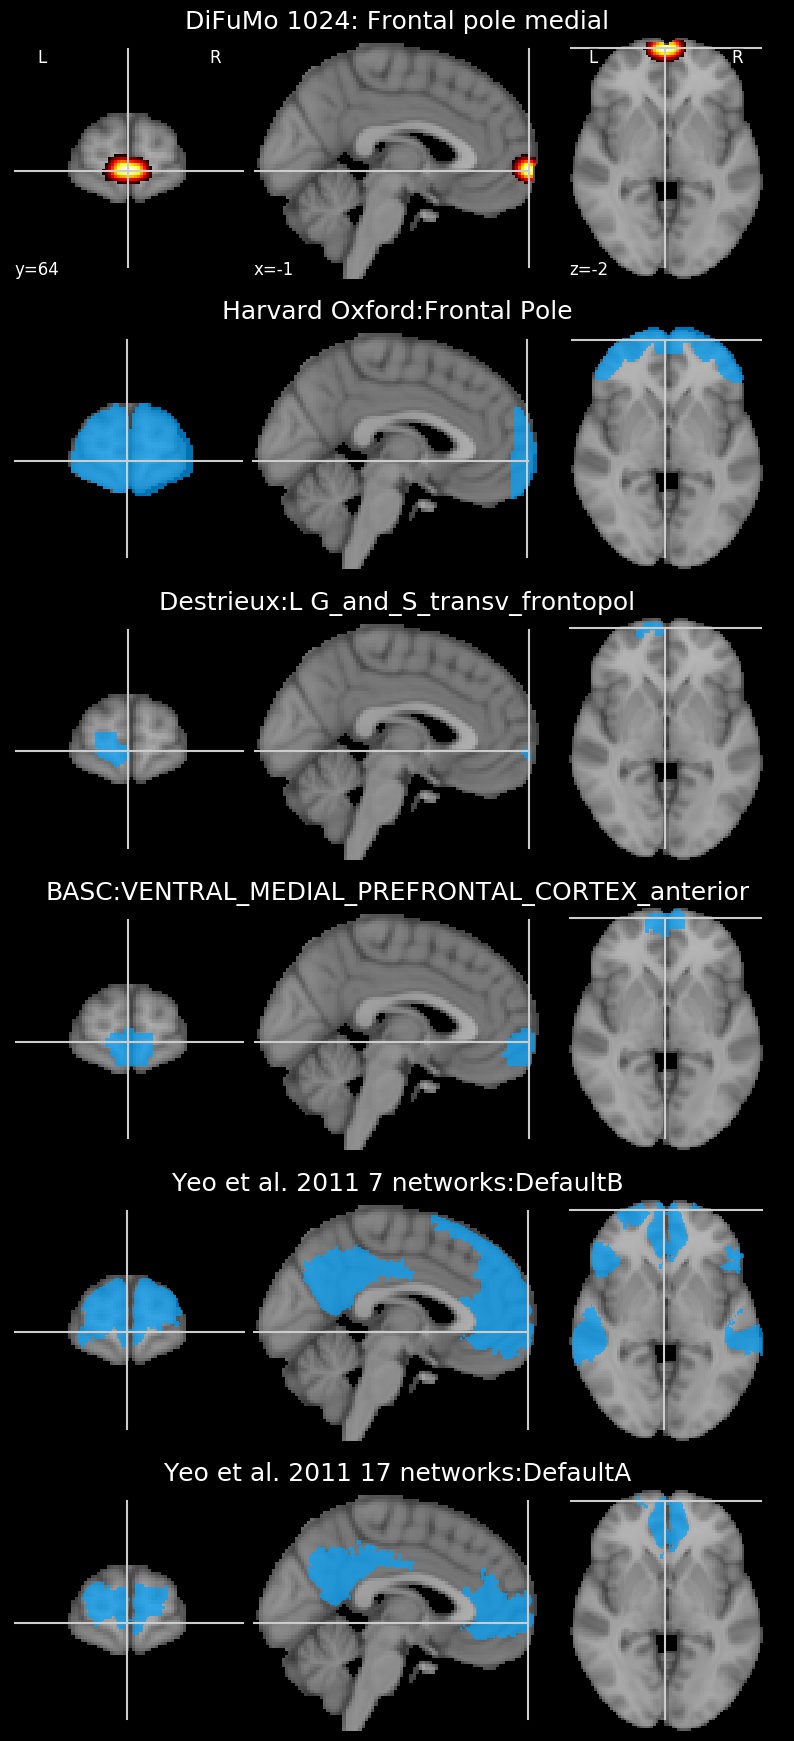 DiFuMo 1024: Frontal pole medial
L R L R
y=64 x=-1 z=-2
Harvard Oxford:Frontal Pole
Destrieux:L G_and_S_transv_frontopol
BASC:VENTRAL_MEDIAL_PREFRONTAL_CORTEX_anterior
Yeo et al. 2011 7 networks:DefaultB
Yeo et al. 2011 17 networks:DefaultA